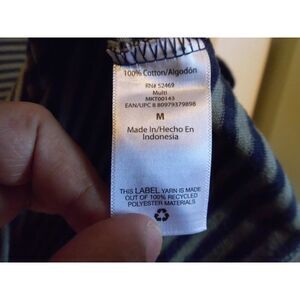 100% Cotton/Algodón
RN# 52469
Multi
MKT00143
EAN/UPC 8 80979379898
M
Made In/Hecho En
Indonesia
THIS LABEL YARN IS MADE
OUT OF 100% RECYCLED
POLYESTER MATERIALS